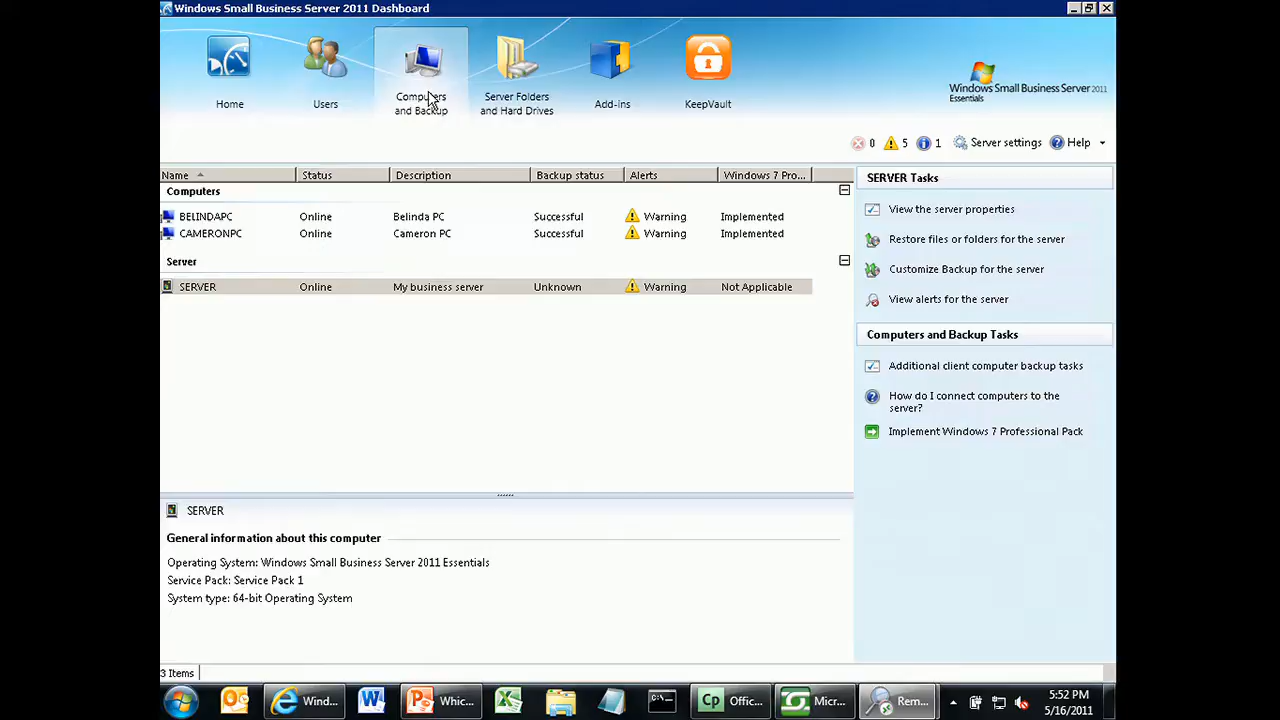 Windows Small Business Server 2011 Dashboard
Home
Users
Computers
and Backup
Server Folders
and Hard Drives
Add-ins
KeepVault
Windows Small Business Server 2011
Essentials
0 5 1 Server settings Help
Name Status Description Backup status Alerts Windows 7 Pro...
Computers
BELINDAPC Online Belinda PC Successful Warning Implemented
CAMERONPC Online Cameron PC Successful Warning Implemented
Server
SERVER Online My business server Unknown Warning Not Applicable
SERVER Tasks
View the server properties
Restore files or folders for the server
Customize Backup for the server
View alerts for the server
Computers and Backup Tasks
Additional client computer backup tasks
How do I connect computers to the
server?
Implement Windows 7 Professional Pack
SERVER
General information about this computer
Operating System: Windows Small Business Server 2011 Essentials
Service Pack: Service Pack 1
System type: 64-bit Operating System
3 Items
Wind... Whic... Offic... Micr... Rem...
5:52 PM
5/16/2011